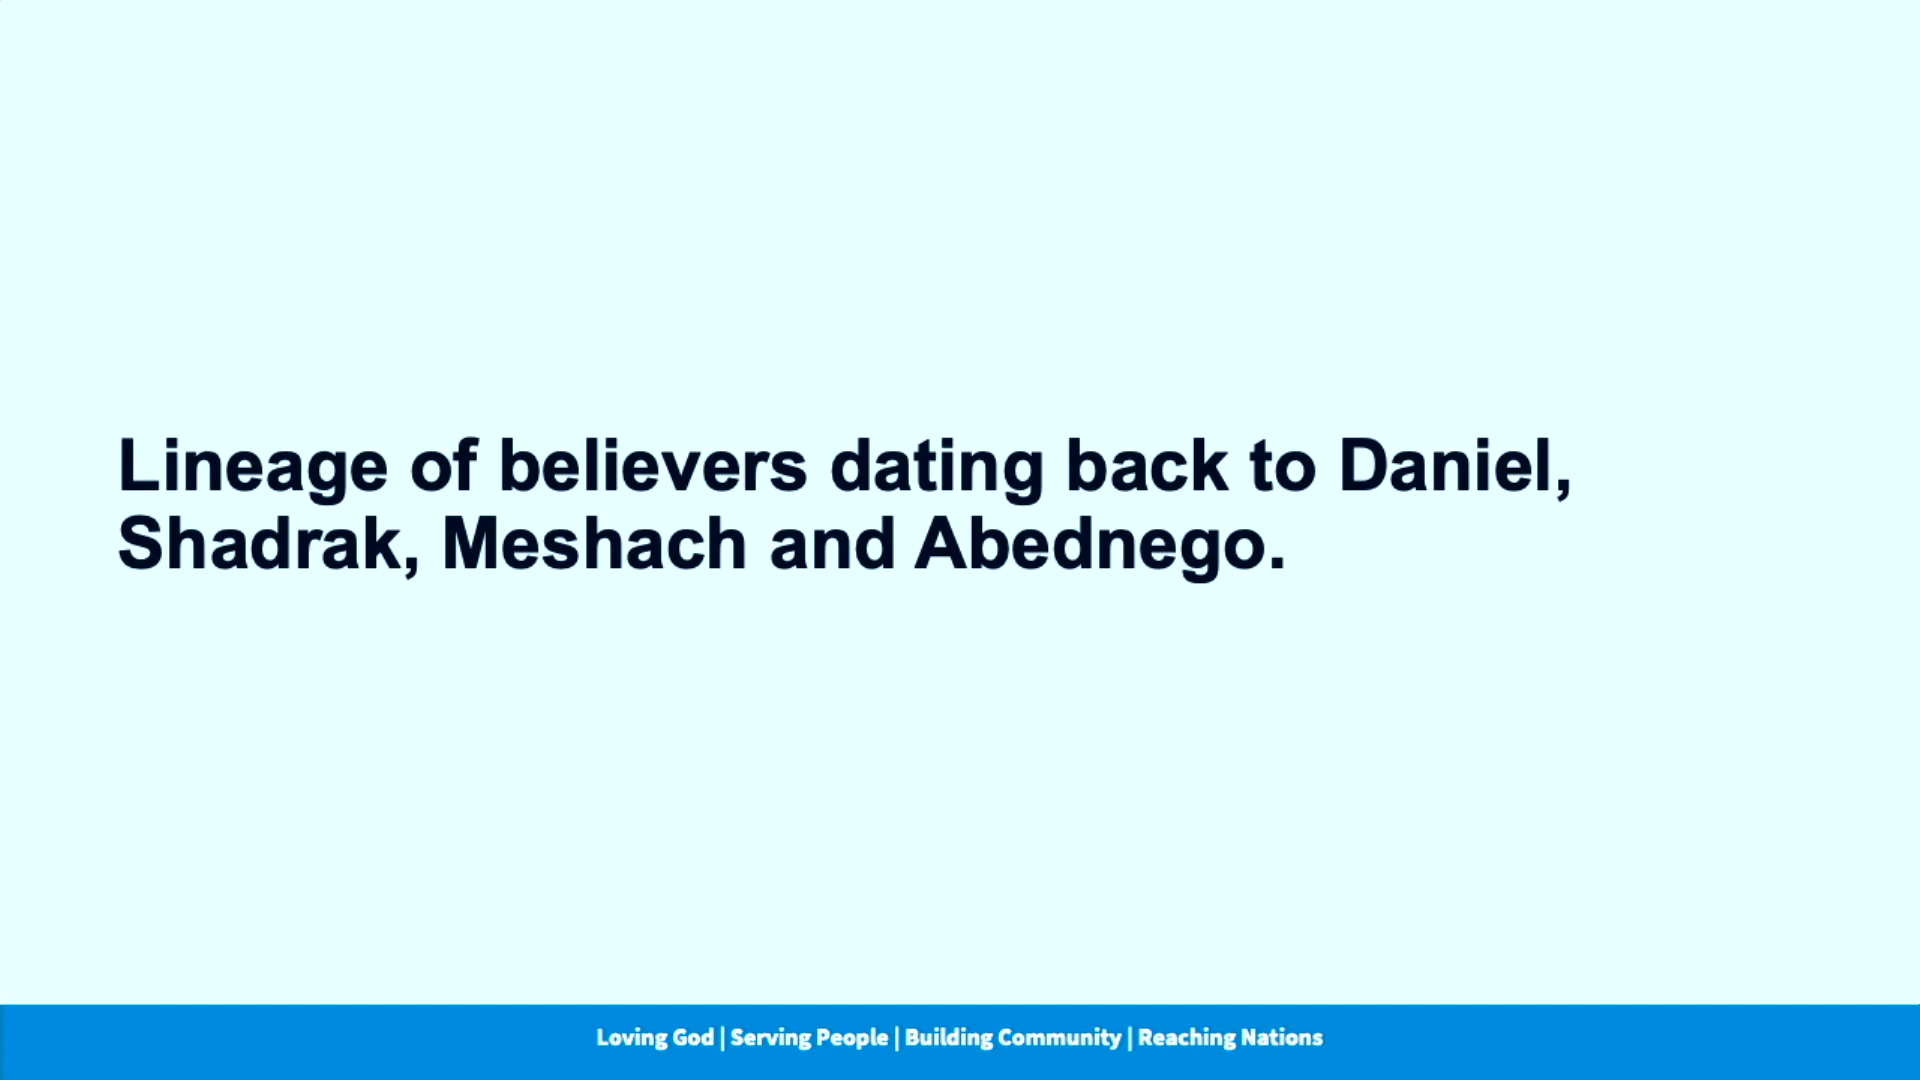 Lineage of believers dating back to Daniel,
Shadrak, Meshach and Abednego.
Loving God | Serving People | Building Community | Reaching Nations